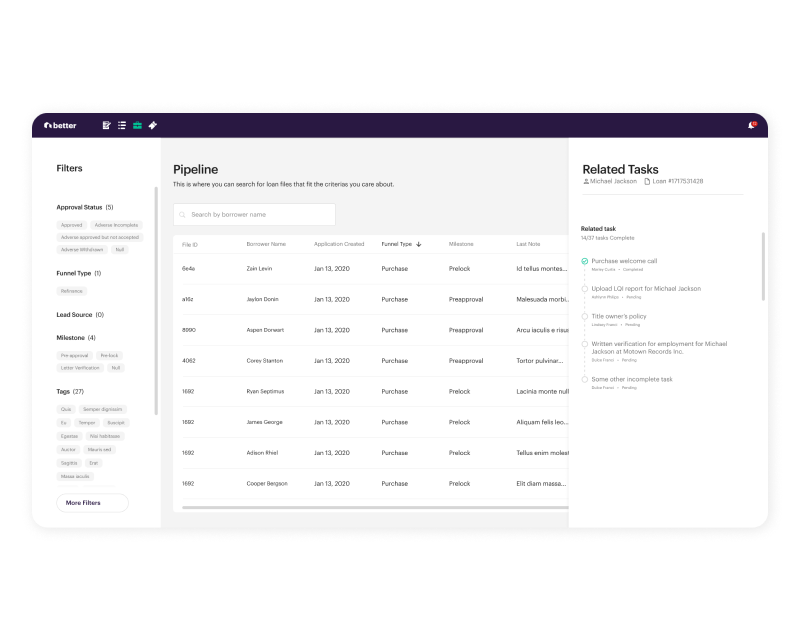 better
Filters
Approval Status (5)
Approved Adverse Incomplete
Adverse approved but not accepted
Adverse Withdrawn Null
Funnel Type (1)
Refinance
Lead Source (0)
Milestone (4)
Pre-approval Pre-lock
Letter Verification Null
Tags (27)
Quis Semper dignissim
Eu Tempor Suscipit
Egestas Nisl habitasse
Auctor Mauris sed
Sagittis Erat
Massa iaculis
More Filters
Pipeline
This is where you can search for loan files that fit the criterias you care about.
Search by borrower name
File ID Borrower Name Application Created Funnel Type Milestone Last Note
6e4a Zain Levin Jan 13, 2020 Purchase Prelock Id tellus montes...
a16z Jaylon Donin Jan 13, 2020 Purchase Preapproval Malesuada morbi..
8990 Aspen Dorwart Jan 13, 2020 Purchase Preapproval Arcu iaculis e risus
4062 Corey Stanton Jan 13, 2020 Purchase Preapproval Tortor pulvinar...
1692 Ryan Septimus Jan 13, 2020 Purchase Prelock Lacinia monte null
1692 James George Jan 13, 2020 Purchase Prelock Aliquam felis leo...
1692 Adison Rhiel Jan 13, 2020 Purchase Prelock Tellus enim molest
1692 Cooper Bergson Jan 13, 2020 Purchase Prelock Elit diam massa...
Related Tasks
Michael Jackson Loan #1717531428
Related task
14/37 tasks Complete
Purchase welcome call
Marley Curtis • Completed
Upload LQI report for Michael Jackson
Pending
Title owner's policy
Lindsey Franci • Pending
Written verification for employment for Michael
Jackson at Motown Records Inc.
Dulce Franci • Pending
Some other incomplete task
Dulce Franci • Pending